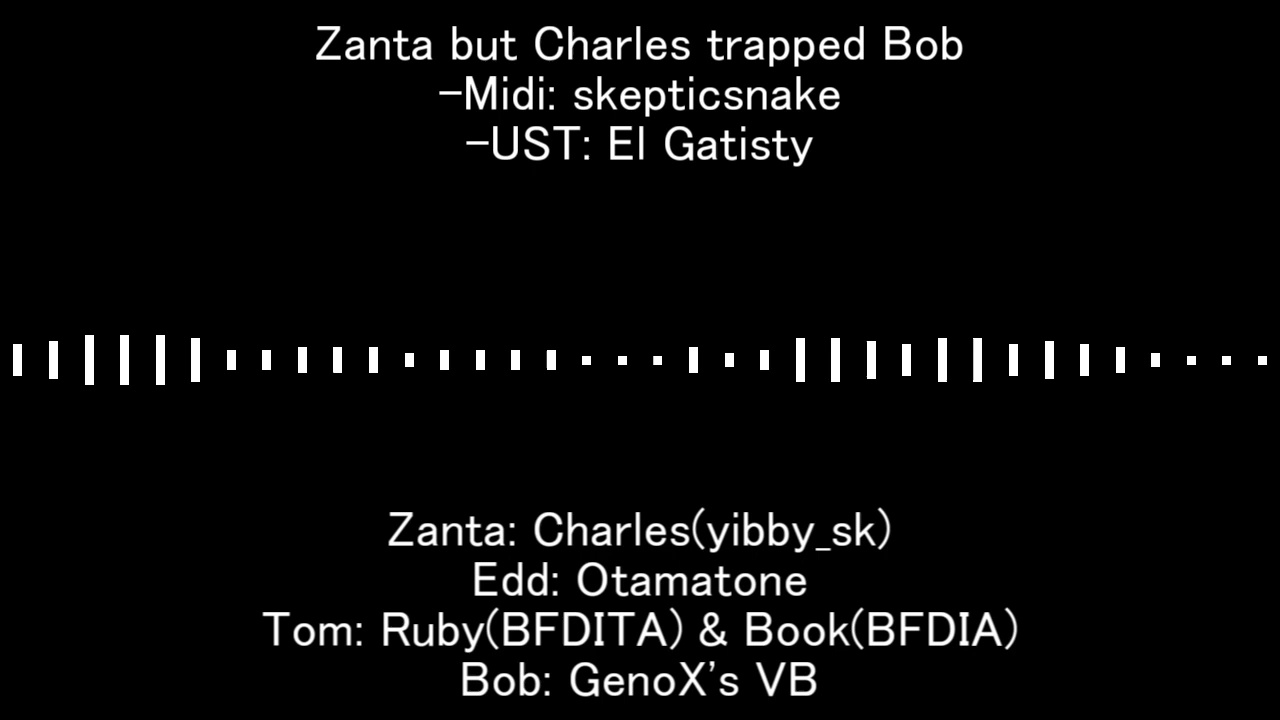 Zanta but Charles trapped Bob
-Midi: skepticsnake
-UST: El Gatisty
Zanta: Charles(yibby_sk)
Edd: Otamatone
Tom: Ruby(BFDITA) & Book(BFDIA)
Bob: GenoX's VB